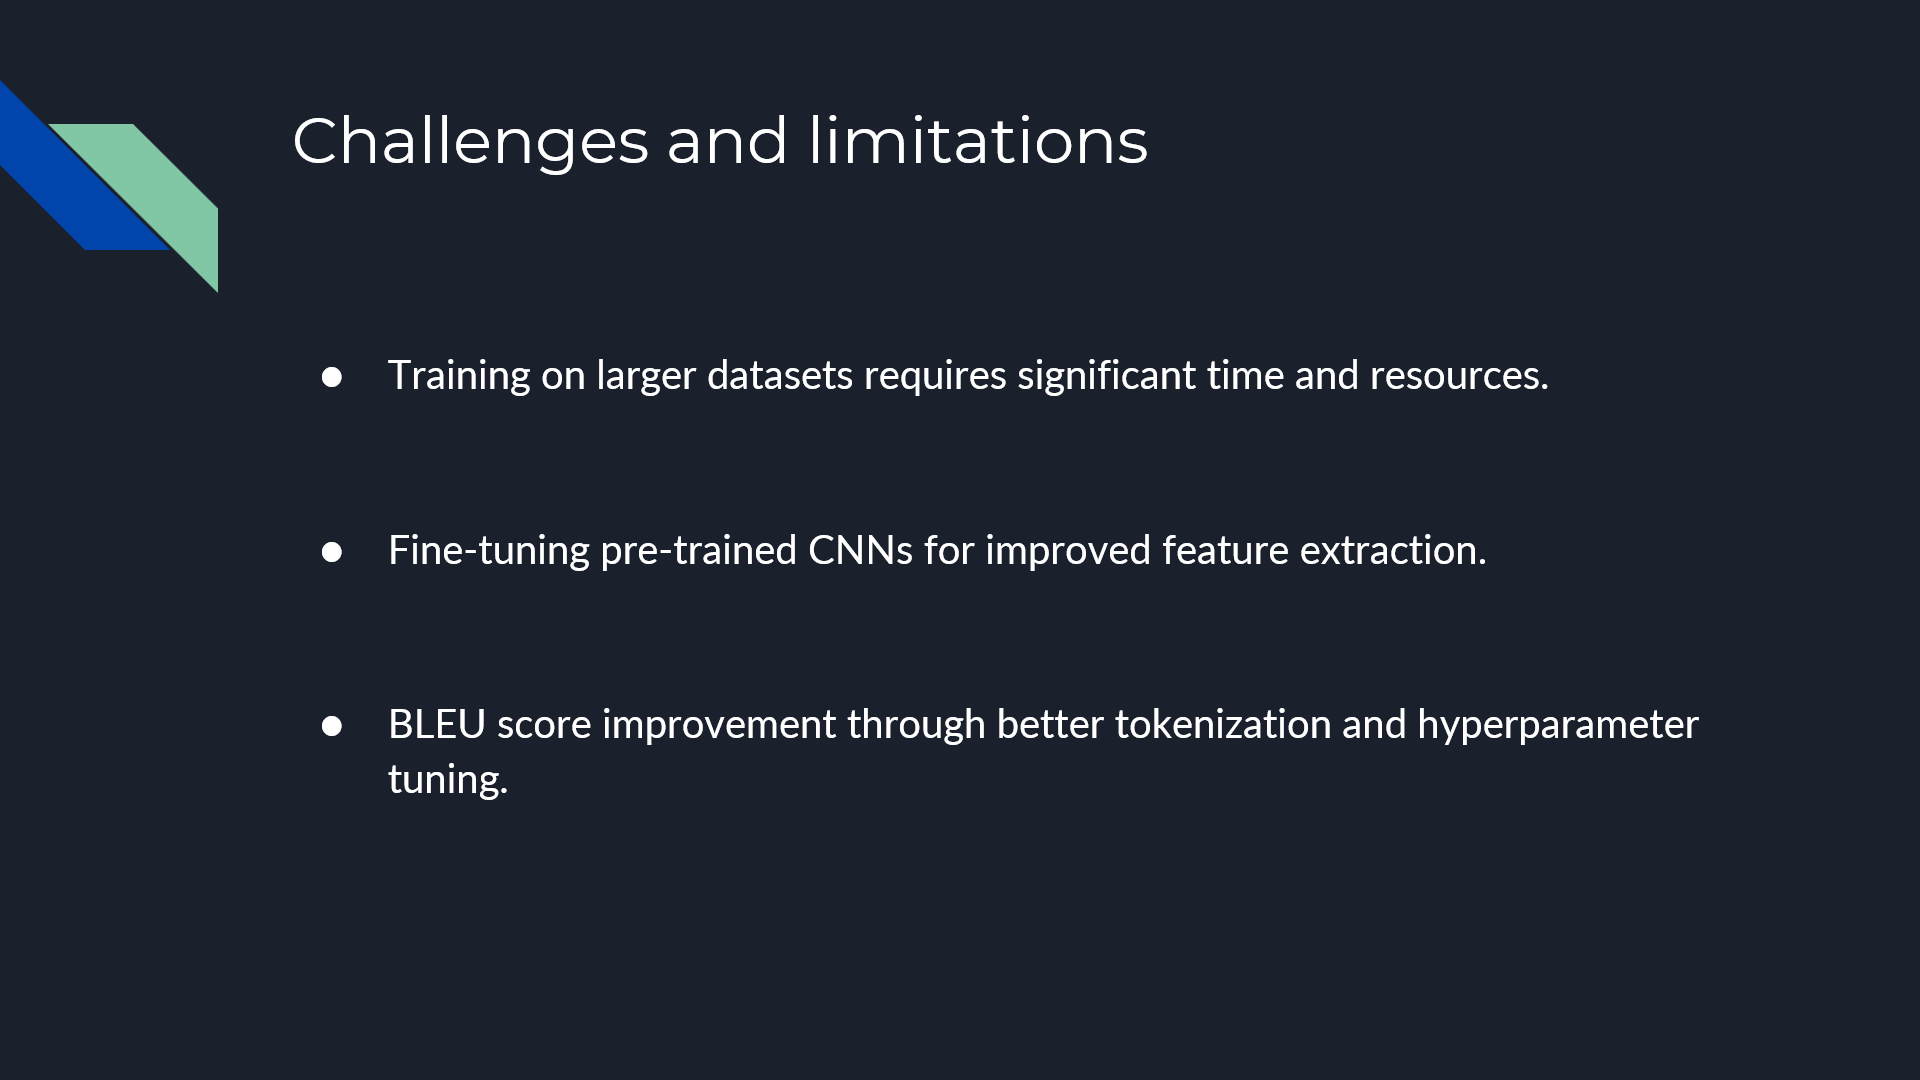 Challenges and limitations
● Training on larger datasets requires significant time and resources.
● Fine-tuning pre-trained CNNs for improved feature extraction.
● BLEU score improvement through better tokenization and hyperparameter
tuning.